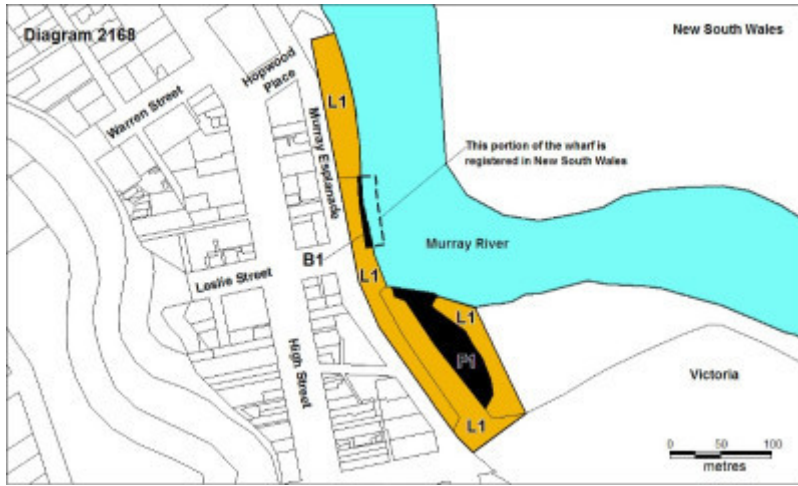 Diagram 2168
New South Wales
Hopwood
Place
Warren Street
L1
Murray Esplanade
This portion of the wharf is
registered in New South Wales
Murray River
B1
L1
Leslie Street
L1
High Street
P1
Victoria
L1
0 50 100
metres